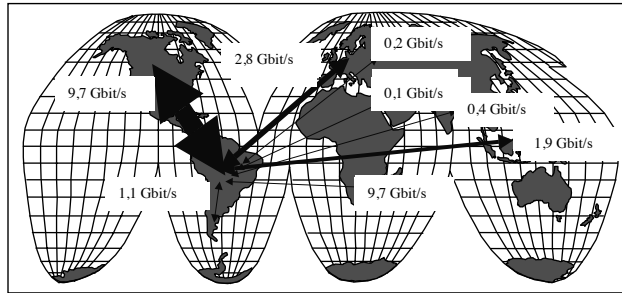 0,2 Gbit/s
2,8 Gbit/s
9,7 Gbit/s
0,1 Gbit/s
0,4 Gbit/s
1,9 Gbit/s
1,1 Gbit/s
9,7 Gbit/s